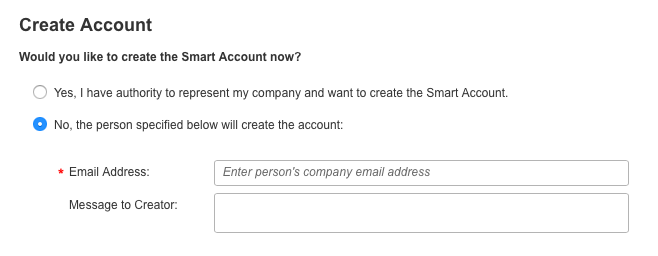 Create Account
Would you like to create the Smart Account now?
Yes, I have authority to represent my company and want to create the Smart Account.
No, the person specified below will create the account:
* Email Address: Enter person's company email address
Message to Creator: